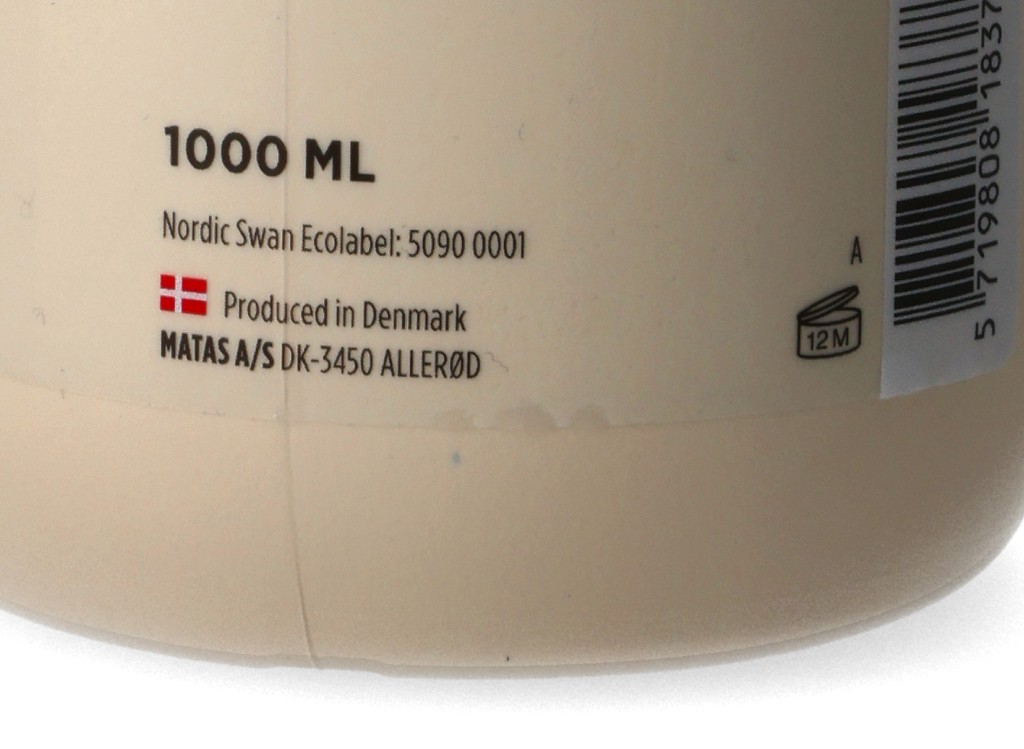 1000 ML
Nordic Swan Ecolabel: 5090 0001
Produced in Denmark
MATAS A/S DK-3450 ALLERØD
A
12M
5 719808 1837